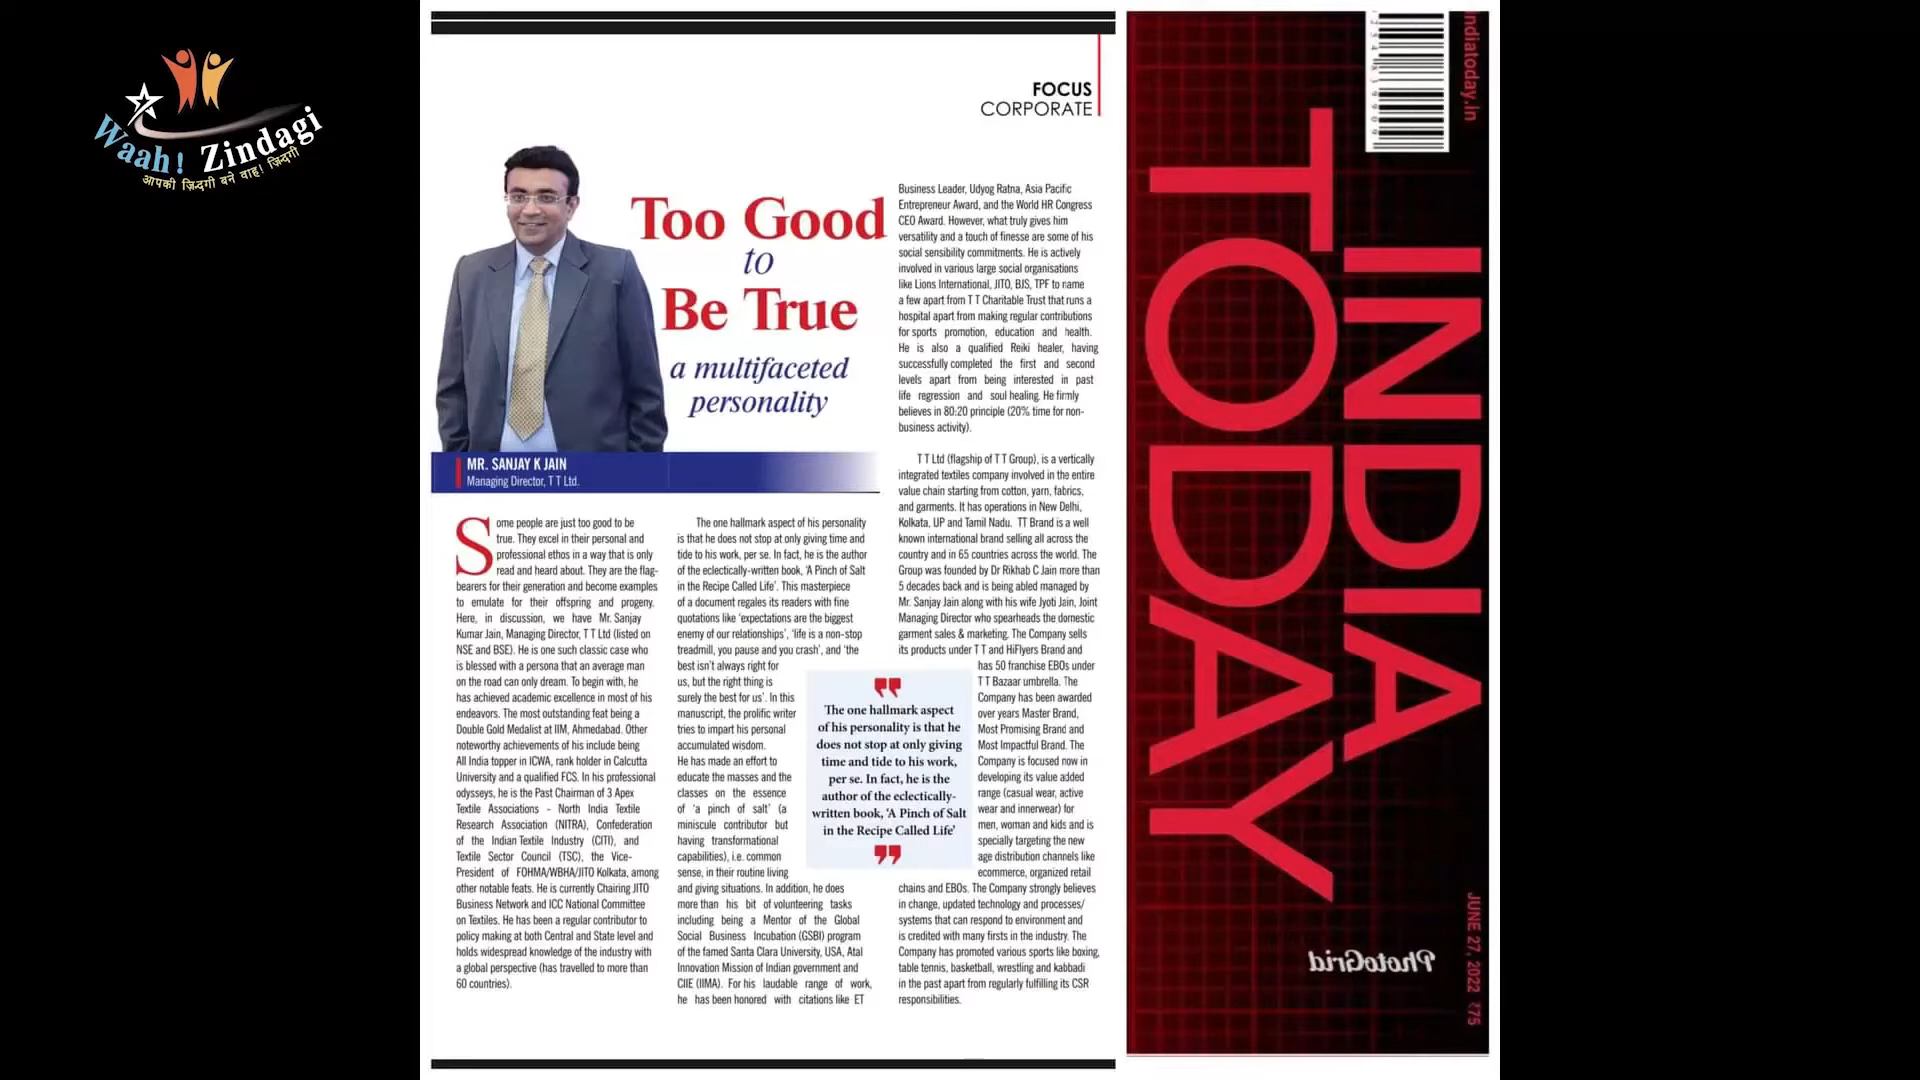 Waah! Zindagi
आपकी ज़िन्दगी बने वाह! ज़िन्दगी
FOCUS
CORPORATE
Too Good
to
Be True
a multifaceted
personality
MR. SANJAY K JAIN
Managing Director, T T Ltd.
Some people are just too good to be
true. They excel in their personal and
professional ethos in a way that is only
read and heard about. They are the flag-
bearers for their generation and become examples
to emulate for their offspring and progeny.
Here, in discussion, we have Mr. Sanjay
Kumar Jain, Managing Director, T T Ltd (listed on
NSE and BSE). He is one such classic case who
is blessed with a persona that an average man
on the road can only dream. To begin with, he
has achieved academic excellence in most of his
endeavors. The most outstanding feat being a
Double Gold Medalist at IIM, Ahmedabad. Other
noteworthy achievements of his include being
All India topper in ICWA, rank holder in Calcutta
University and a qualified FCS. In his professional
odysseys, he is the Past Chairman of 3 Apex
Textile Associations - North India Textile
Research Association (NITRA), Confederation
of the Indian Textile Industry (CITI), and
Textile Sector Council (TSC), the Vice-
President of FOHMA/WBHA/JITO Kolkata, among
other notable feats. He is currently Chairing JITO
Business Network and ICC National Committee
on Textiles. He has been a regular contributor to
policy making at both Central and State level and
holds widespread knowledge of the industry with
a global perspective (has travelled to more than
60 countries).
The one hallmark aspect of his personality
is that he does not stop at only giving time and
tide to his work, per se. In fact, he is the author
of the eclectically-written book, 'A Pinch of Salt
in the Recipe Called Life'. This masterpiece
of a document regales its readers with fine
quotations like 'expectations are the biggest
enemy of our relationships', 'life is a non-stop
treadmill, you pause and you crash', and 'the
best isn't always right for
us, but the right thing is
surely the best for us'. In this
manuscript, the prolific writer
tries to impart his personal
accumulated wisdom.
He has made an effort to
educate the masses and the
classes on the essence
of 'a pinch of salt' (a
miniscule contributor but
having transformational
capabilities), i.e. common
sense, in their routine living
and giving situations. In addition, he does
more than his bit of volunteering tasks
including being a Mentor of the Global
Social Business Incubation (GSBI) program
of the famed Santa Clara University, USA, Atal
Innovation Mission of Indian government and
CIIE (IIMA). For his laudable range of work,
he has been honored with citations like ET
"
The one hallmark aspect
of his personality is that he
does not stop at only giving
time and tide to his work,
per se. In fact, he is the
author of the eclectically-
written book, 'A Pinch of Salt
in the Recipe Called Life'
"
Business Leader, Udyog Ratna, Asia Pacific
Entrepreneur Award, and the World HR Congress
CEO Award. However, what truly gives him
versatility and a touch of finesse are some of his
social sensibility commitments. He is actively
involved in various large social organisations
like Lions International, JITO, BJS, TPF to name
a few apart from T T Charitable Trust that runs a
hospital apart from making regular contributions
for sports promotion, education and health.
He is also a qualified Reiki healer, having
successfully completed the first and second
levels apart from being interested in past
life regression and soul healing. He firmly
believes in 80:20 principle (20% time for non-
business activity).
T T Ltd (flagship of T T Group), is a vertically
integrated textiles company involved in the entire
value chain starting from cotton, yarn, fabrics,
and garments. It has operations in New Delhi,
Kolkata, UP and Tamil Nadu. TT Brand is a well
known international brand selling all across the
country and in 65 countries across the world. The
Group was founded by Dr Rikhab C Jain more than
5 decades back and is being abled managed by
Mr. Sanjay Jain along with his wife Jyoti Jain, Joint
Managing Director who spearheads the domestic
garment sales & marketing. The Company sells
its products under T T and HiFlyers Brand and
has 50 franchise EBOs under
T T Bazaar umbrella. The
Company has been awarded
over years Master Brand,
Most Promising Brand and
Most Impactful Brand. The
Company is focused now in
developing its value added
range (casual wear, active
wear and innerwear) for
men, woman and kids and is
specially targeting the new
age distribution channels like
ecommerce, organized retail
chains and EBOs. The Company strongly believes
in change, updated technology and processes/
systems that can respond to environment and
is credited with many firsts in the industry. The
Company has promoted various sports like boxing,
table tennis, basketball, wrestling and kabbadi
in the past apart from regularly fulfilling its CSR
responsibilities.
indiatoday.in
INDIA
TODAY
JUNE 27, 2022 ₹75
PhotoGrid